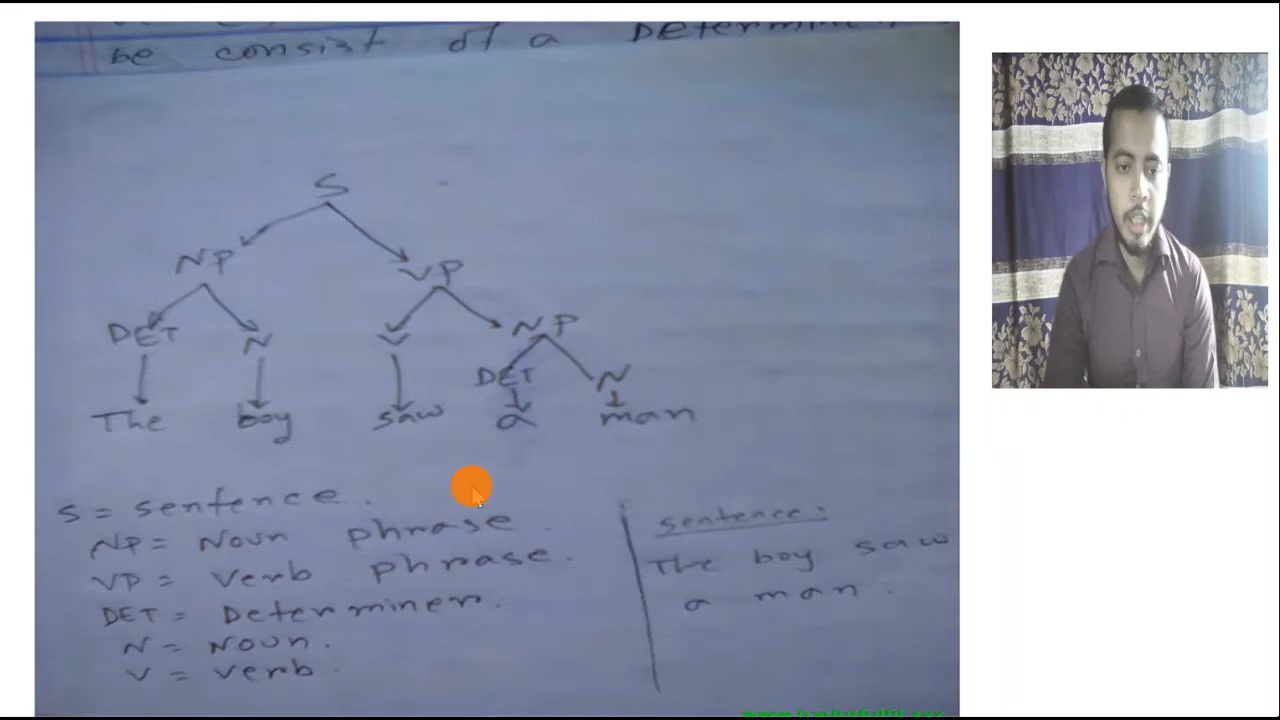 be consist of a
S
NP VP
DET N V NP
DET N
The boy saw a man
S = sentence.
NP = Noun phrase.
VP = verb phrase.
DET = Determiner.
N = Noun.
V = verb.
sentence:
The boy saw
a man.